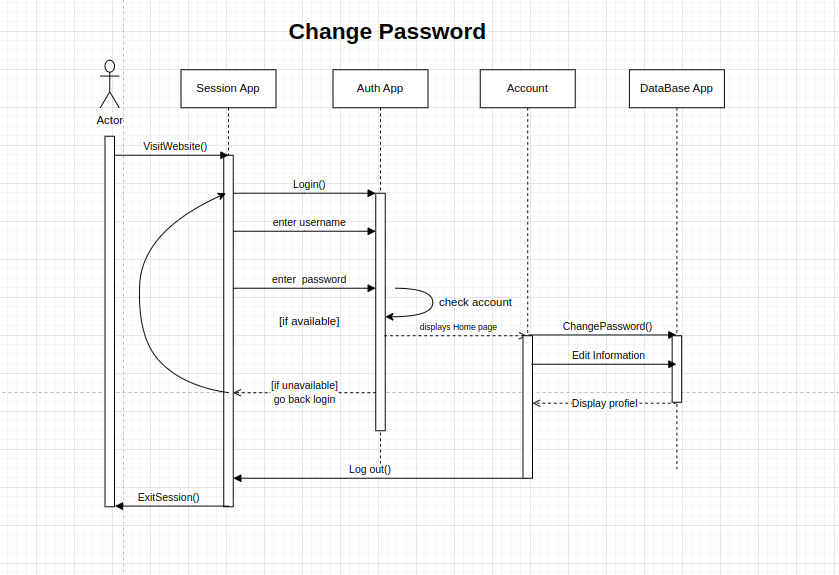 Change Password
Session App
Auth App
Account
DataBase App
Actor
VisitWebsite()
Login()
enter username
enter  password
check account
[if available]
displays Home page
ChangePassword()
Edit Information
[if unavailable]
go back login
Display profiel
Log out()
ExitSession()